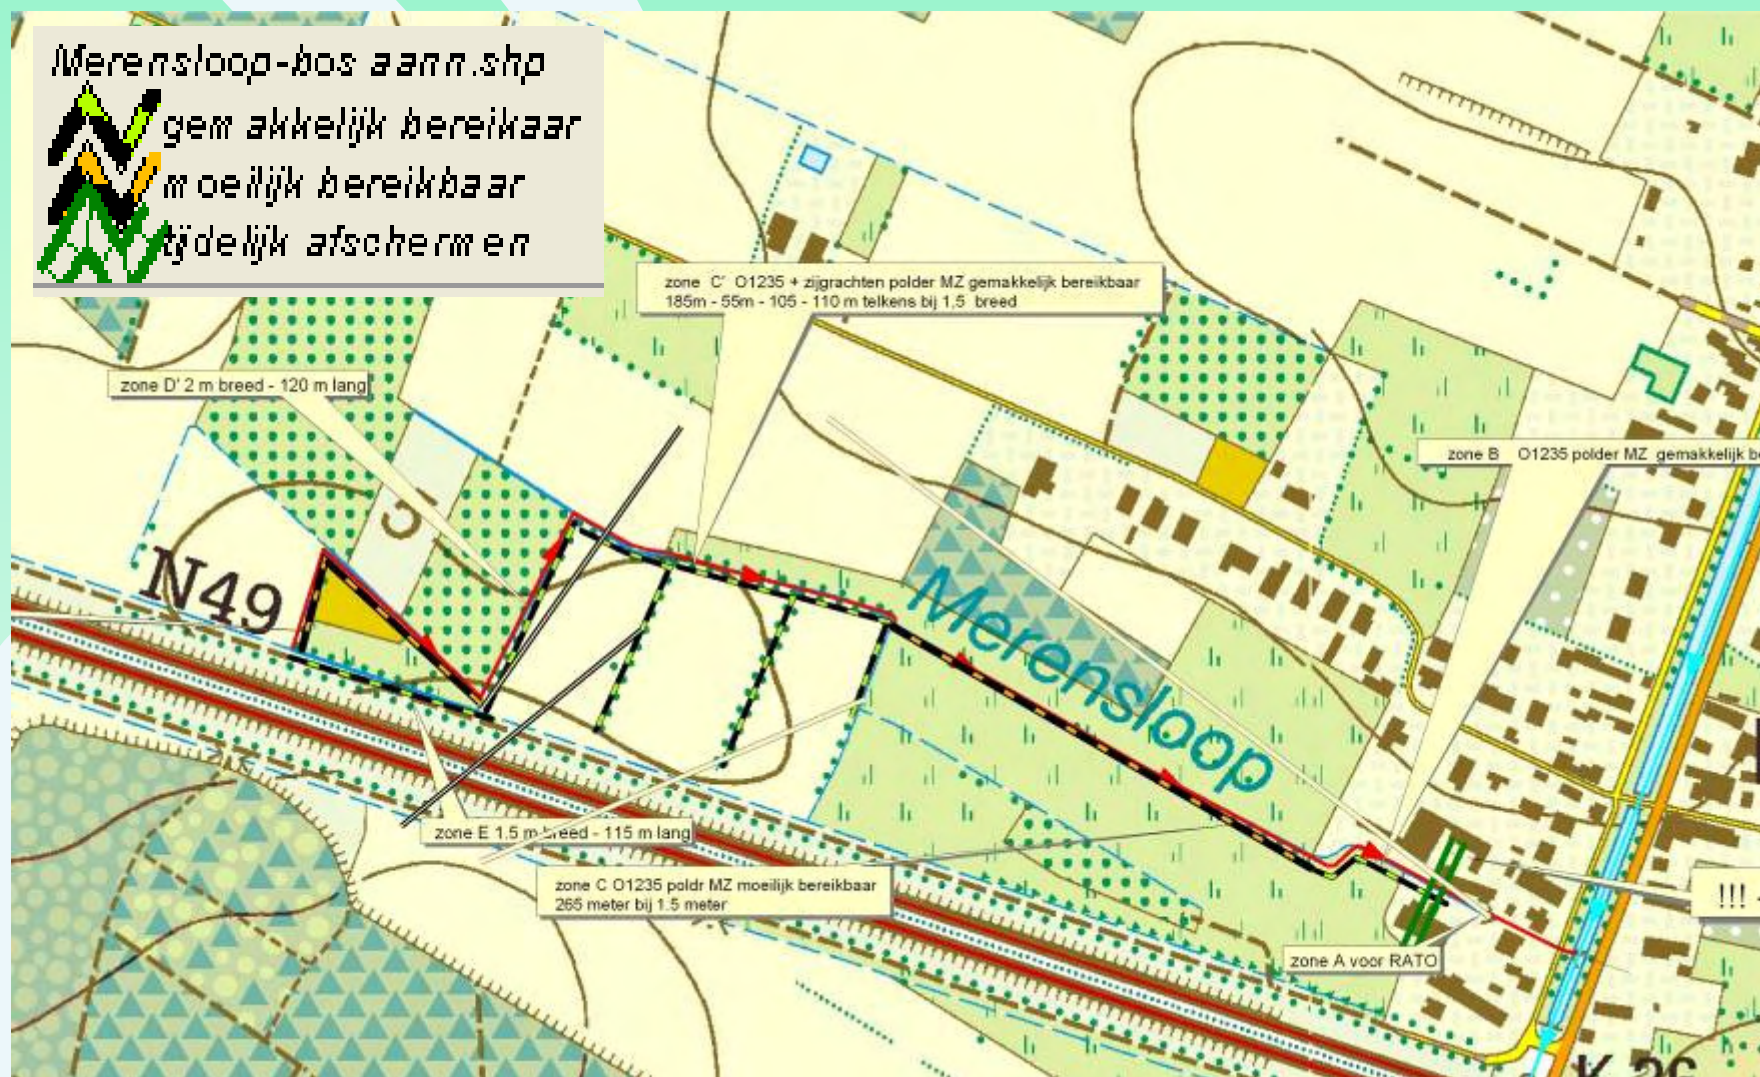 Merensloop-bos aann.shp
gem akkelijk bereikaar
moeilijk bereikbaar
tijdelijk afschermen
zone C' O1235 + zijgrachten polder MZ gemakkelijk bereikbaar
185m - 55m - 105 - 110 m telkens bij 1,5 breed
zone D' 2 m breed - 120 m lang
zone B O1235 polder MZ gemakkelijk
N49
Merensloop
zone E 1.5 m breed - 115 m lang
zone C O1235 poldr MZ moeilijk bereikbaar
265 meter bij 1.5 meter
!!!
zone A voor RATO